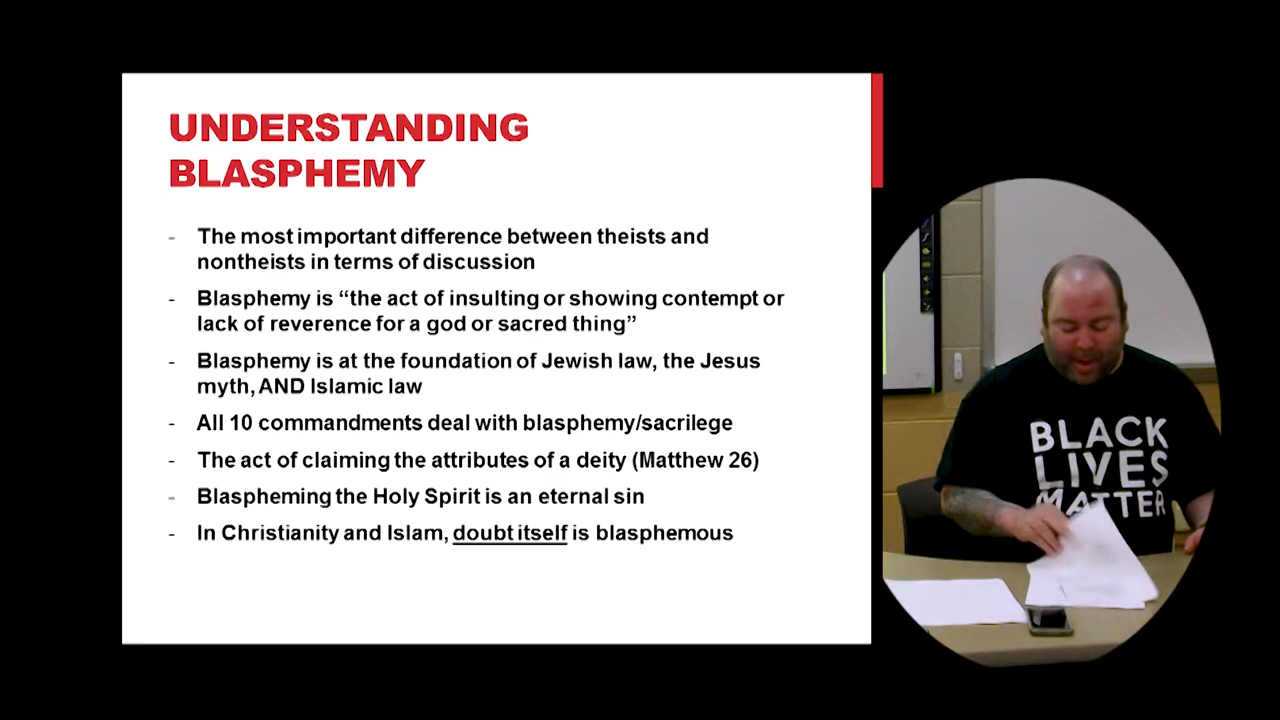 UNDERSTANDING
BLASPHEMY
- The most important difference between theists and
nontheists in terms of discussion
- Blasphemy is “the act of insulting or showing contempt or
lack of reverence for a god or sacred thing”
- Blasphemy is at the foundation of Jewish law, the Jesus
myth, AND Islamic law
- All 10 commandments deal with blasphemy/sacrilege
- The act of claiming the attributes of a deity (Matthew 26)
- Blaspheming the Holy Spirit is an eternal sin
- In Christianity and Islam, doubt itself is blasphemous
BLACK
LIVES
MATTER